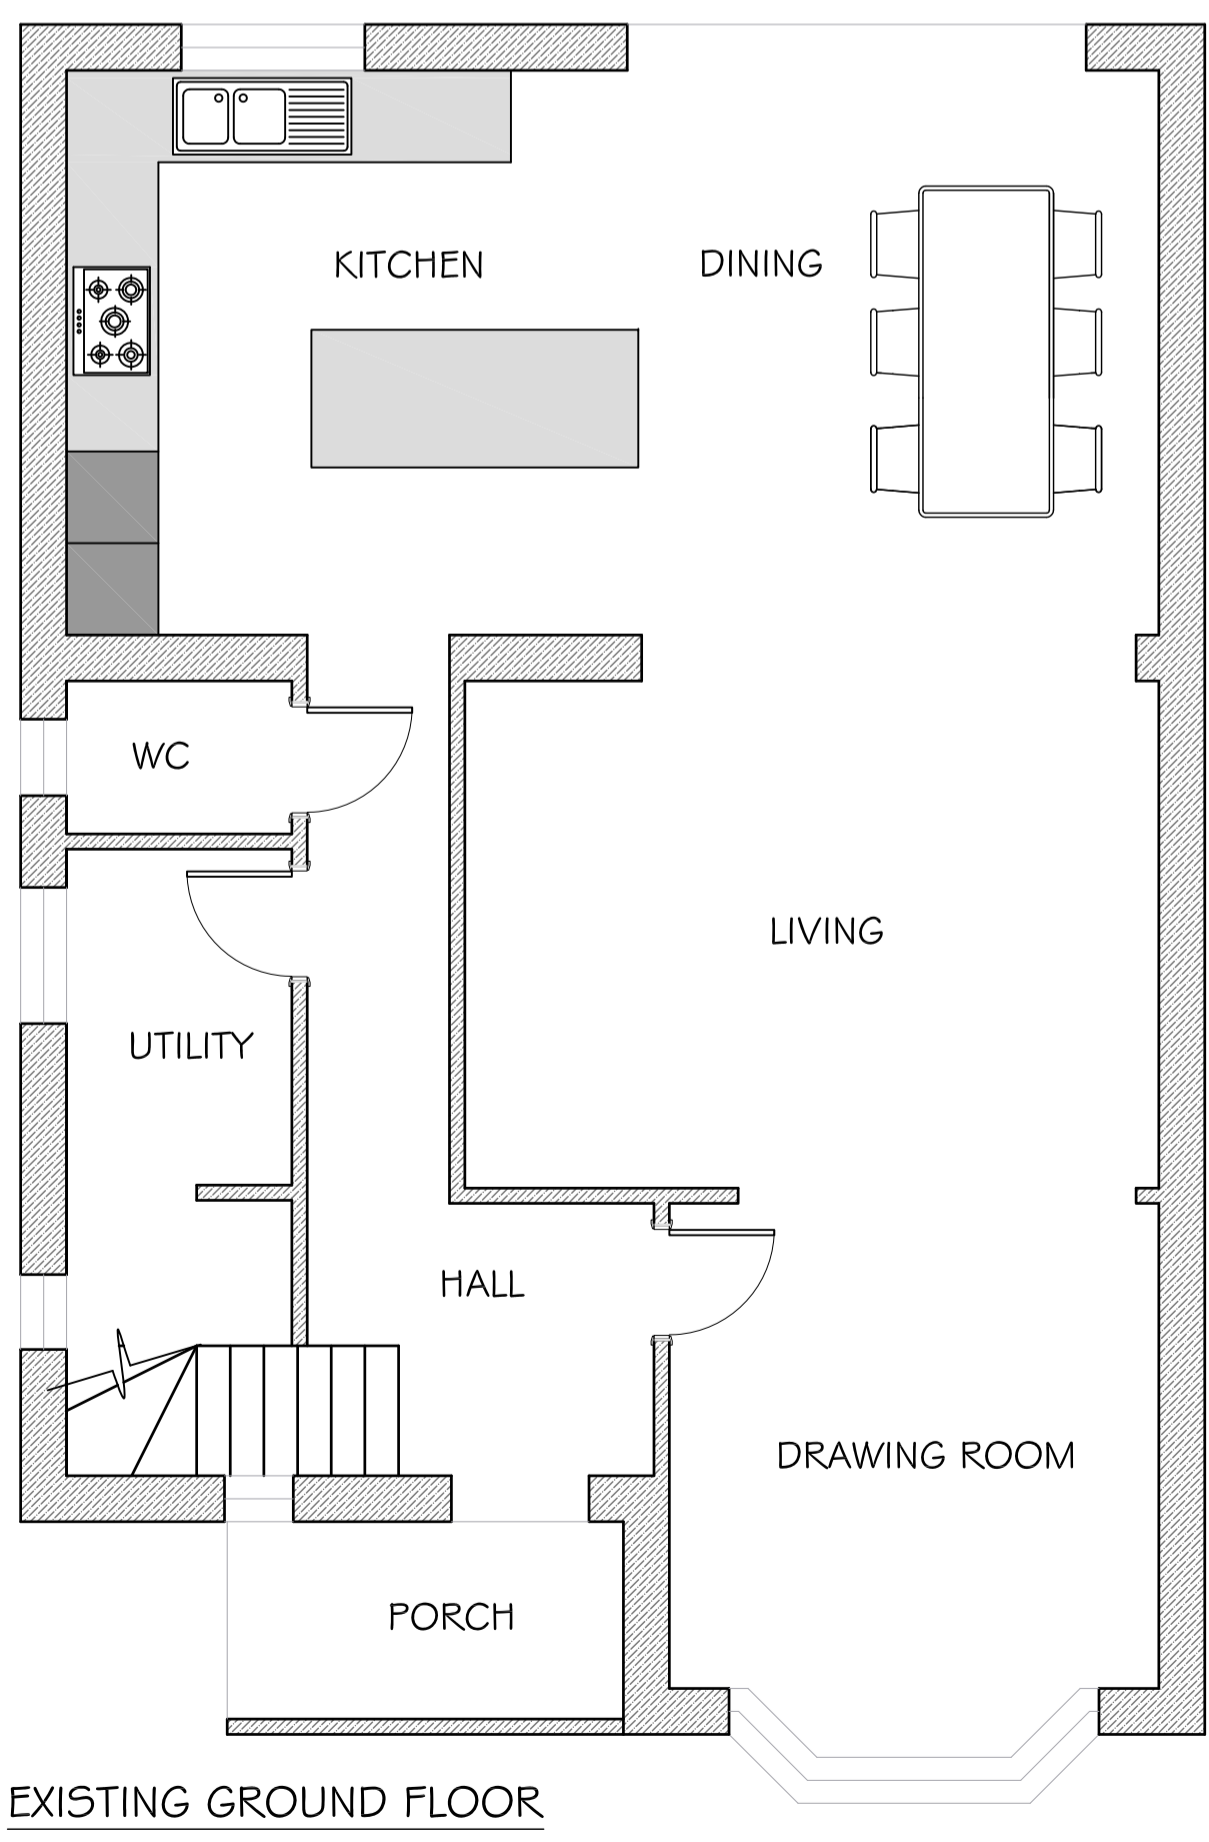 KITCHEN
DINING
WC
LIVING
UTILITY
HALL
DRAWING ROOM
PORCH
EXISTING GROUND FLOOR